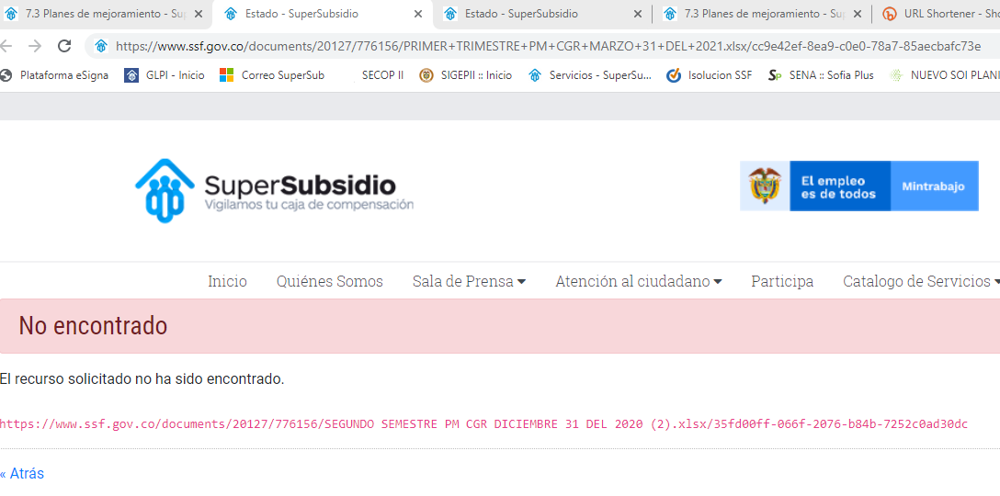 7.3 Planes de mejoramiento - Su
Estado - SuperSubsidio
Estado - SuperSubsidio
7.3 Planes de mejoramiento - Su
URL Shortener - Sho
https://www.ssf.gov.co/documents/20127/776156/PRIMER+TRIMESTRE+PM+CGR+MARZO+31+DEL+2021.xlsx/cc9e42ef-8ea9-c0e0-78a7-85aecbafc73e
Plataforma eSigna GLPI - Inicio Correo SuperSub SECOP II SIGEPII :: Inicio Servicios - SuperSu... Isolucion SSF SENA :: Sofia Plus NUEVO SOI PLANI
SuperSubsidio
Vigilamos tu caja de compensación
El empleo
es de todos
Mintrabajo
Inicio Quiénes Somos Sala de Prensa Atención al ciudadano Participa Catalogo de Servicios
No encontrado
El recurso solicitado no ha sido encontrado.
https://www.ssf.gov.co/documents/20127/776156/SEGUNDO SEMESTRE PM CGR DICIEMBRE 31 DEL 2020 (2).xlsx/35fd00ff-066f-2076-b84b-7252c0ad30dc
« Atrás